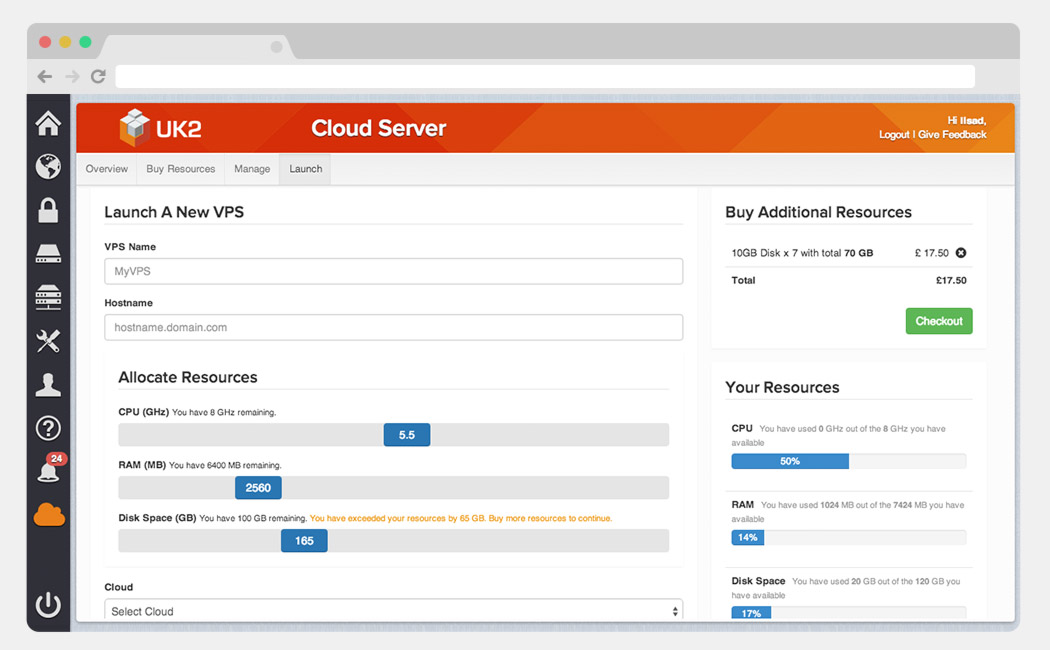 UK2
Cloud Server
Hi Ilsad,
Logout | Give Feedback
Overview
Buy Resources
Manage
Launch
Launch A New VPS
VPS Name
MyVPS
Hostname
hostname.domain.com
Allocate Resources
CPU (GHz) You have 8 GHz remaining.
5.5
RAM (MB) You have 6400 MB remaining.
2560
Disk Space (GB) You have 100 GB remaining. You have exceeded your resources by 65 GB. Buy more resources to continue.
165
Cloud
Select Cloud
Buy Additional Resources
10GB Disk x 7 with total 70 GB £ 17.50
Total £17.50
Checkout
Your Resources
CPU You have used 0 GHz out of the 8 GHz you have
available
50%
RAM You have used 1024 MB out of the 7424 MB you have
available
14%
Disk Space You have used 20 GB out of the 120 GB you
have available
17%
24